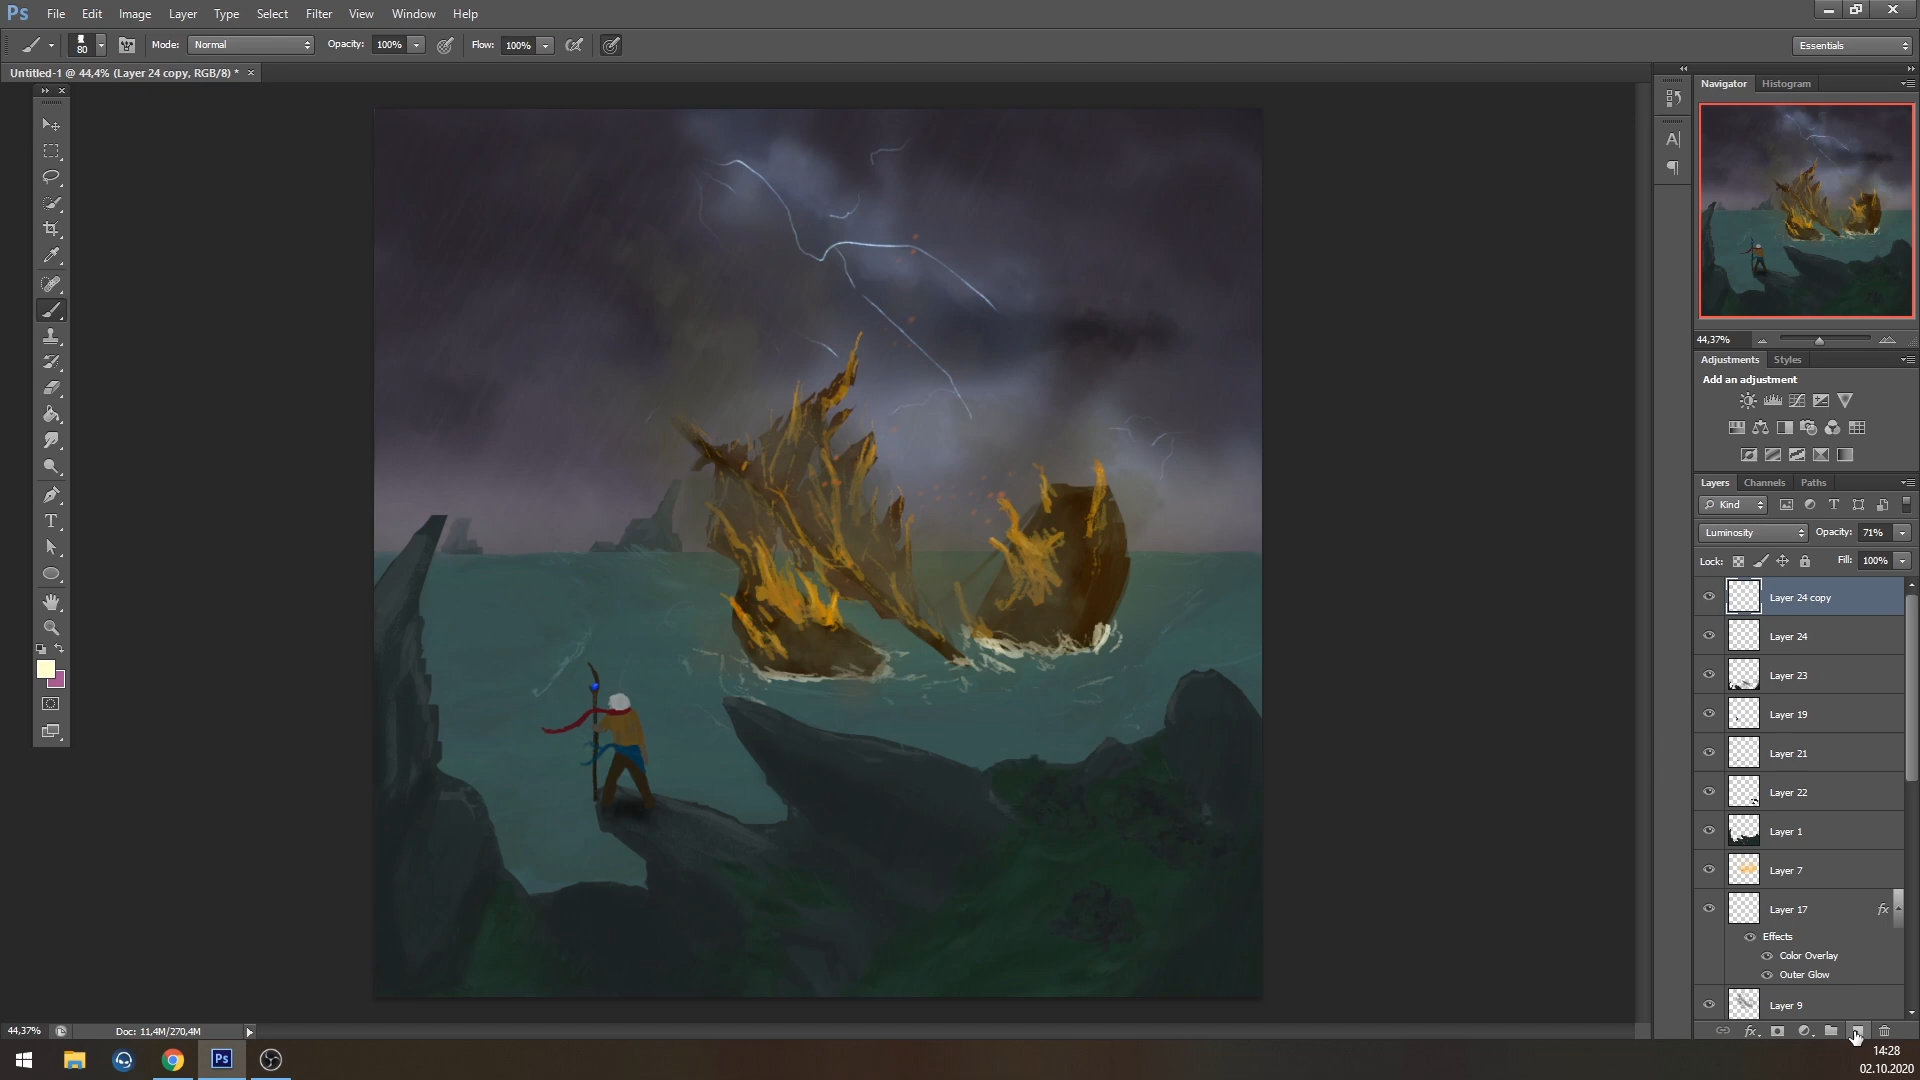 Ps File Edit Image Layer Type Select Filter View Window Help
80 Mode: Normal Opacity: 100% Flow: 100% Essentials
Untitled-1 @ 44,4% (Layer 24 copy, RGB/8) * ×
Navigator Histogram
44,37%
Adjustments Styles
Add an adjustment
Layers Channels Paths
Kind
Luminosity Opacity: 71%
Lock: Fill: 100%
Layer 24 copy
Layer 24
Layer 23
Layer 19
Layer 21
Layer 22
Layer 1
Layer 7
Layer 17 fx
Effects
Color Overlay
Outer Glow
Layer 9
44,37% Doc: 11,4M/270,4M
fx
Ps
14:28
02.10.2020